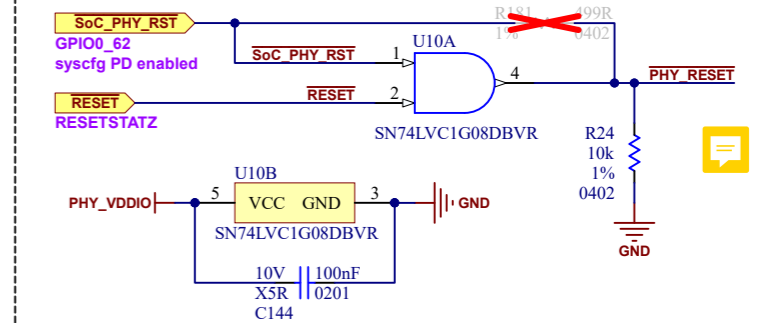 R181 499R
1% 0402
SoC_PHY_RST
GPIO0_62
syscfg PD enabled
SoC_PHY_RST
1
U10A
4
PHY_RESET
RESET
RESETSTATZ
RESET
2
SN74LVC1G08DBVR
R24
10k
1%
0402
GND
U10B
PHY_VDDIO
5
VCC GND
3
GND
SN74LVC1G08DBVR
10V 100nF
X5R 0201
C144